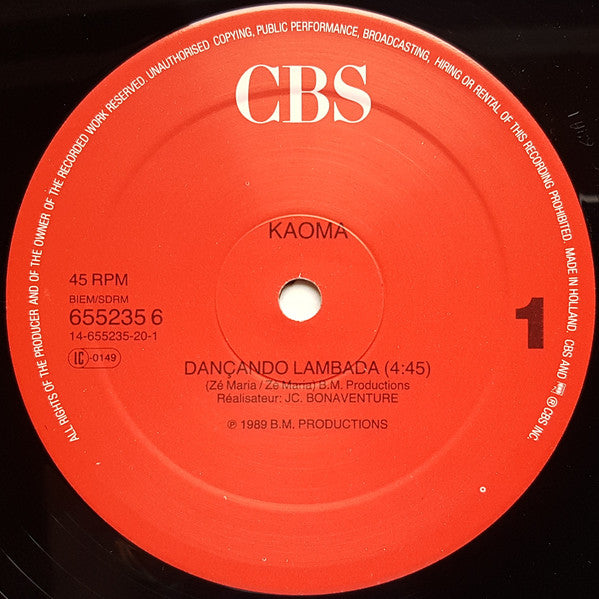 ALL RIGHTS OF THE PRODUCER AND OF THE OWNER OF THE RECORDED WORK RESERVED. UNAUTHORISED COPYING, PUBLIC PERFORMANCE, BROADCASTING, HIRING OR RENTAL OF THIS RECORDING PROHIBITED. MADE IN HOLLAND. CBS AND ® CBS INC.
CBS
KAOMA
45 RPM
BIEM/SDRM
655235 6
14-655235-20-1
IC -0149
1
DANÇANDO LAMBADA (4:45)
(Zé Maria / Zé Maria) B.M. Productions
Réalisateur: JC. BONAVENTURE
℗ 1989 B.M. PRODUCTIONS